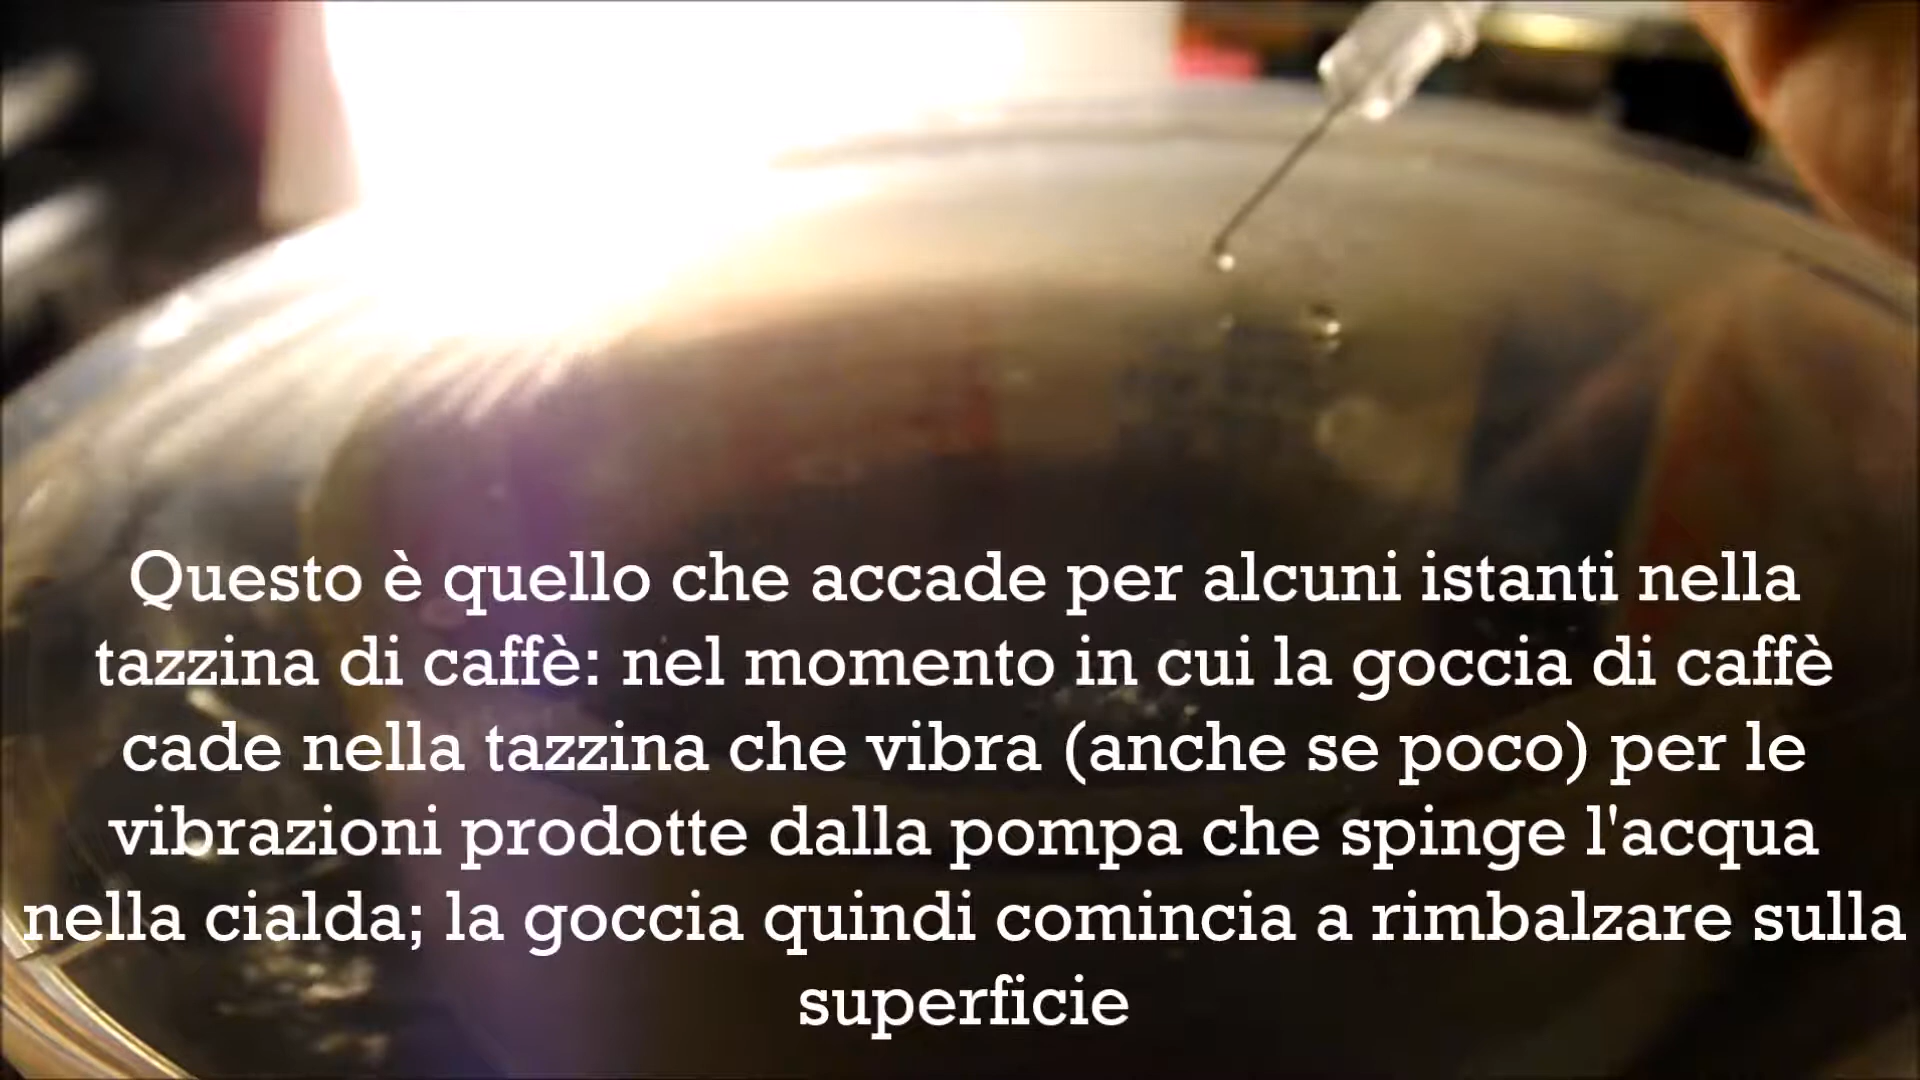 Questo è quello che accade per alcuni istanti nella
tazzina di caffè: nel momento in cui la goccia di caffè
cade nella tazzina che vibra (anche se poco) per le
vibrazioni prodotte dalla pompa che spinge l'acqua
nella cialda; la goccia quindi comincia a rimbalzare sulla
superficie